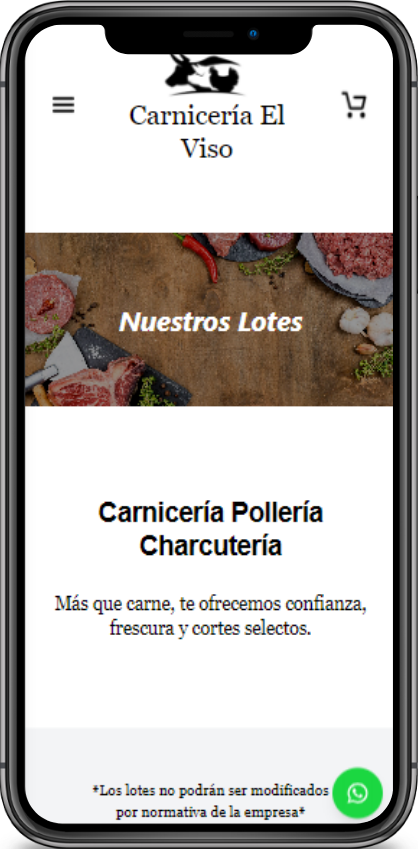 Carnicería El
Viso
Nuestros Lotes
Carnicería Pollería
Charcutería
Más que carne, te ofrecemos confianza,
frescura y cortes selectos.
*Los lotes no podrán ser modificados
por normativa de la empresa*